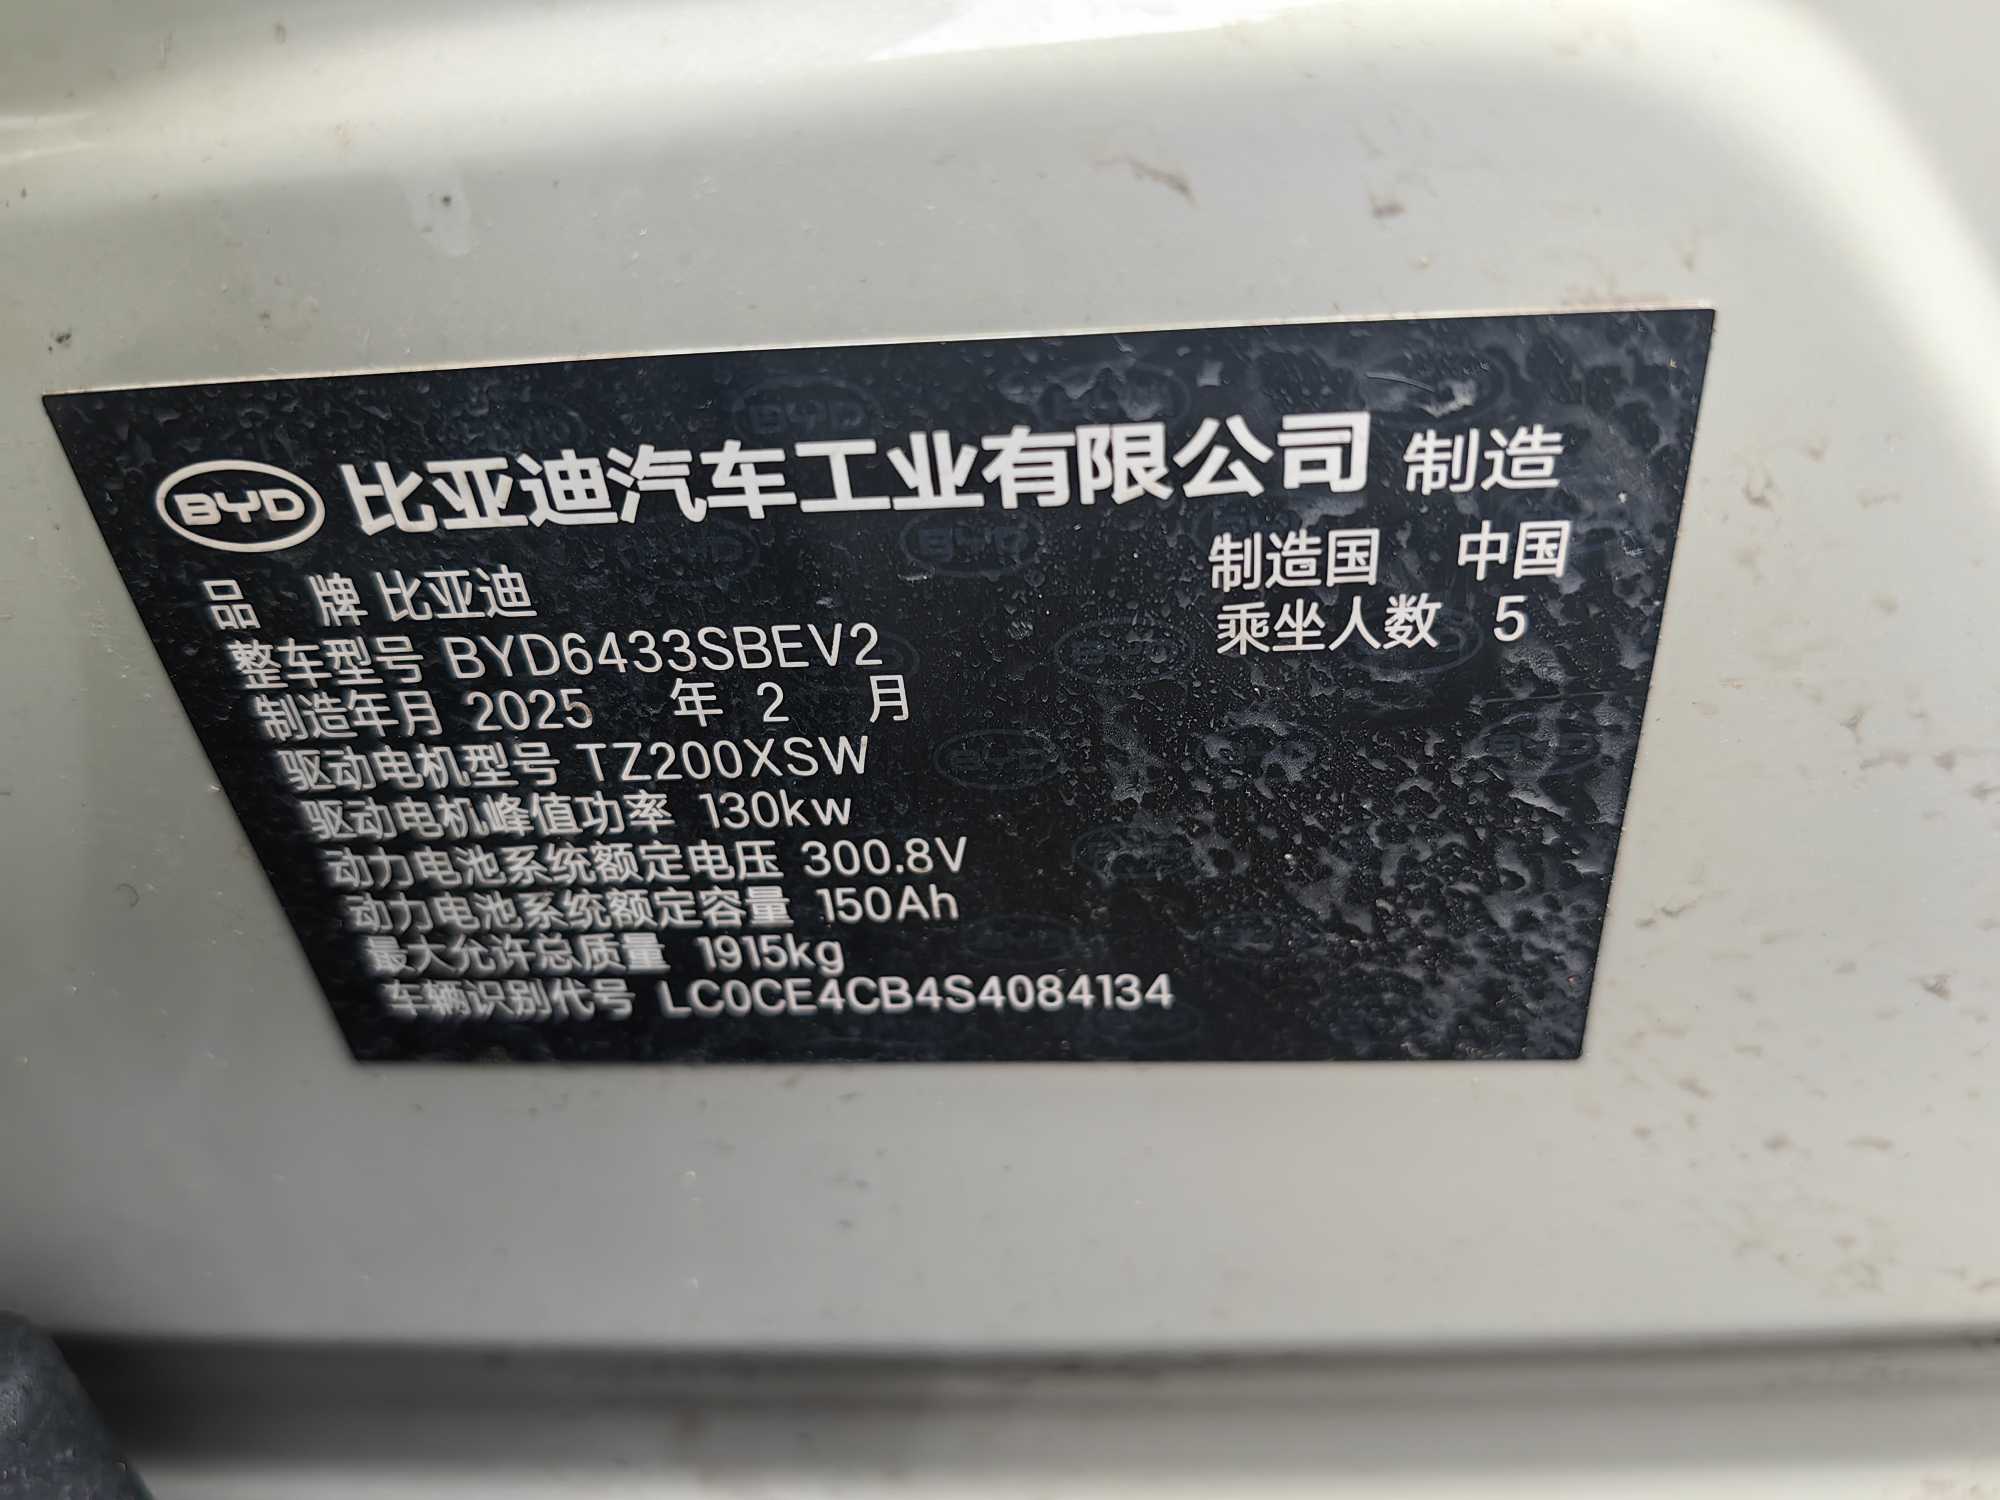 BYD 比亚迪汽车工业有限公司 制造
制造国 中国
品 牌 比亚迪
乘坐人数 5
整车型号 BYD6433SBEV2
制造年月 2025 年 2 月
驱动电机型号 TZ200XSW
驱动电机峰值功率 130kw
动力电池系统额定电压 300.8V
动力电池系统额定容量 150Ah
最大允许总质量 1915kg
车辆识别代号 LC0CE4CB4S4084134